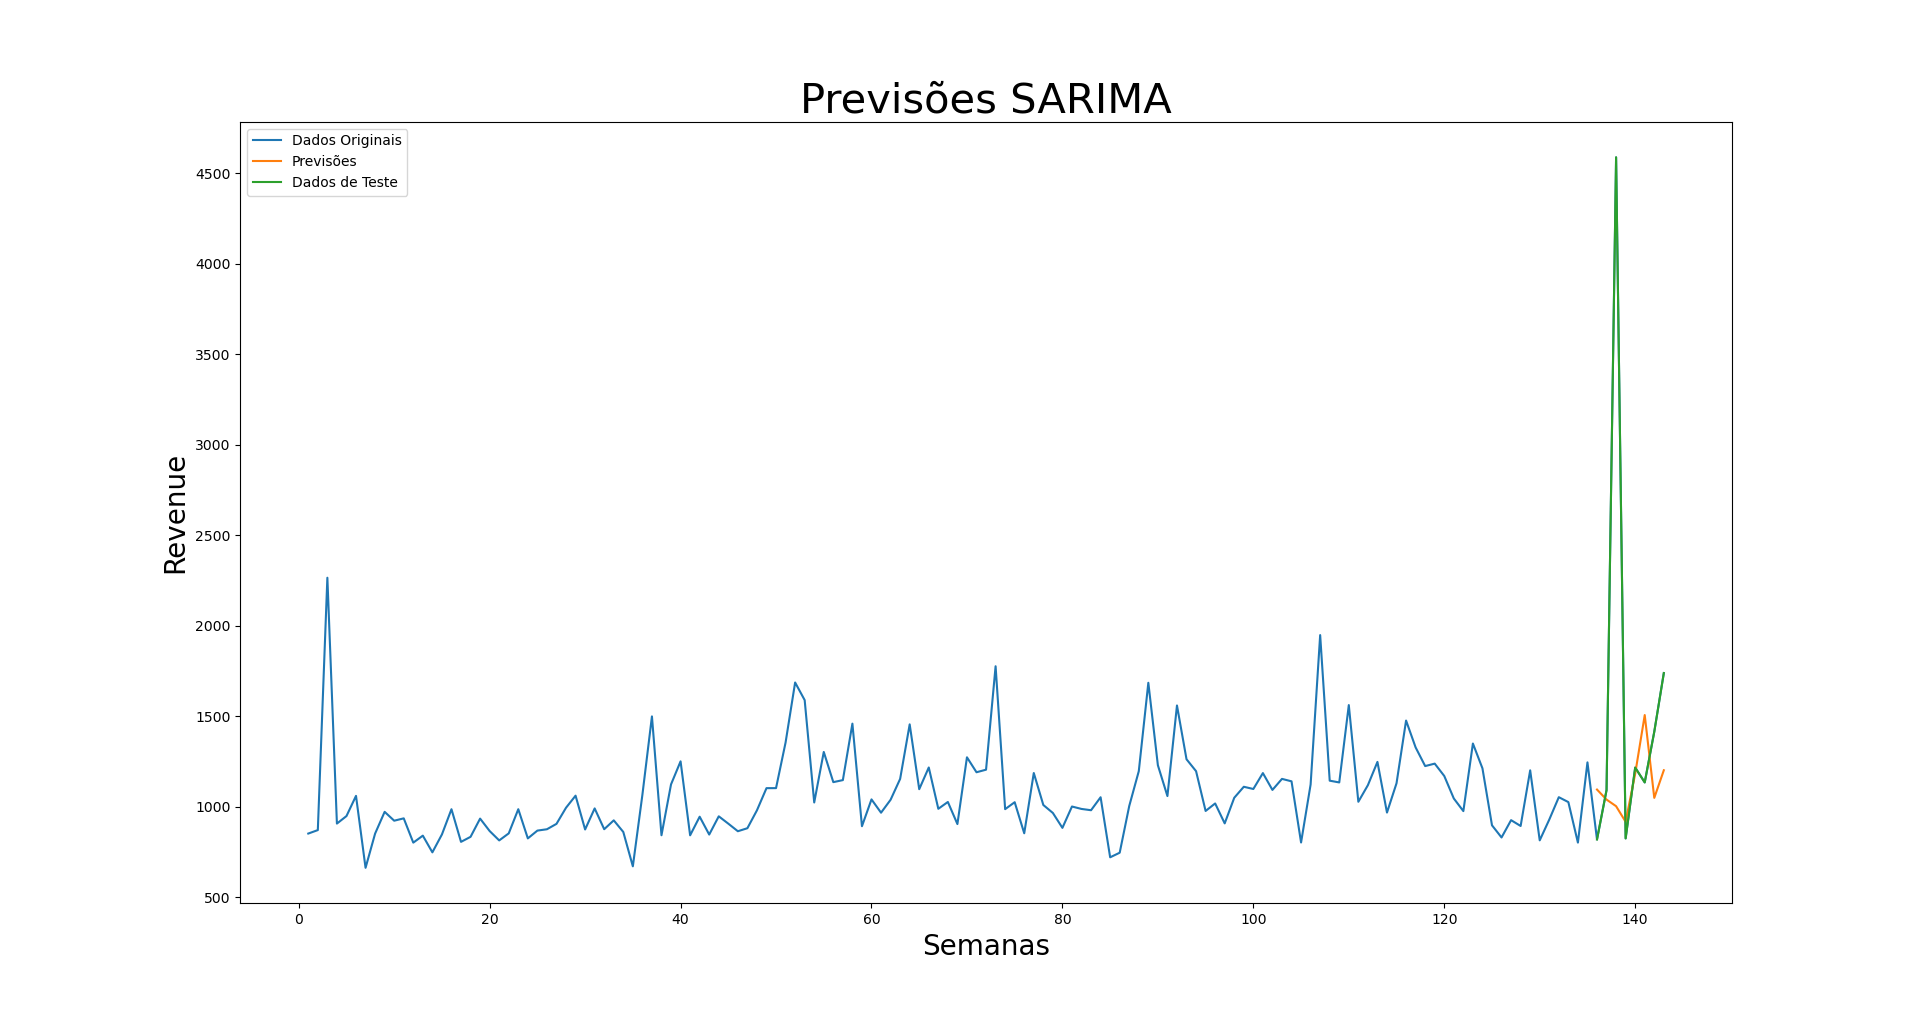 Previsões SARIMA
Dados Originais
Previsões
Dados de Teste
4500
4000
3500
3000
2500
2000
1500
1000
500
Revenue
0 20 40 60 80 100 120 140
Semanas